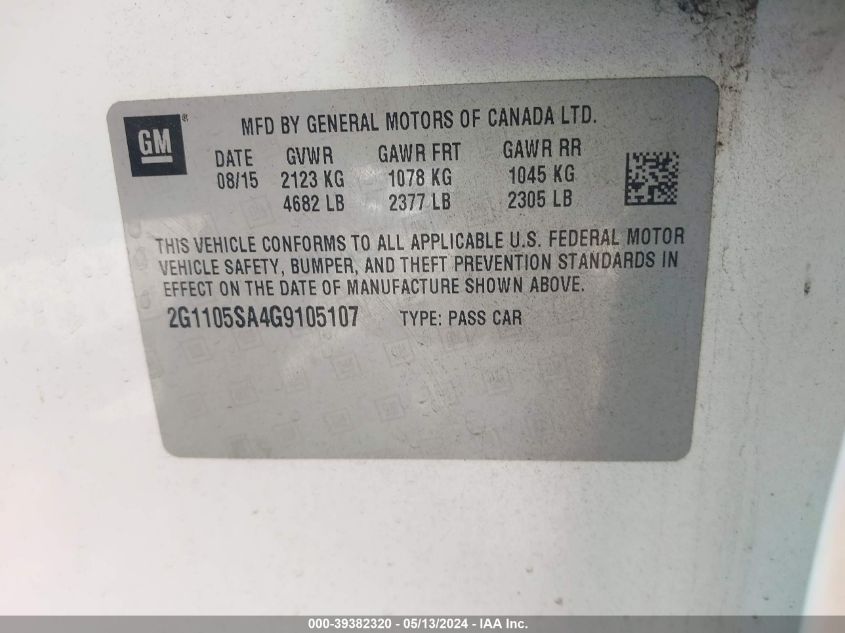 GM®
MFD BY GENERAL MOTORS OF CANADA LTD.
DATE GVWR GAWR FRT GAWR RR
08/15 2123 KG 1078 KG 1045 KG
4682 LB 2377 LB 2305 LB
THIS VEHICLE CONFORMS TO ALL APPLICABLE U.S. FEDERAL MOTOR
VEHICLE SAFETY, BUMPER, AND THEFT PREVENTION STANDARDS IN
EFFECT ON THE DATE OF MANUFACTURE SHOWN ABOVE.
2G1105SA4G9105107 TYPE: PASS CAR
000-39382320 - 05/13/2024 - IAA Inc.